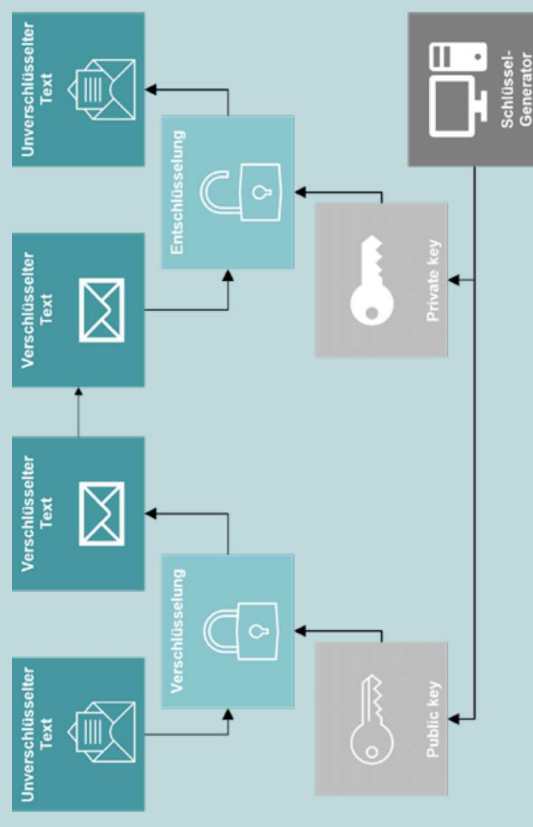 Unverschlüsselter
Text
Verschlüsselter
Text
Verschlüsselter
Text
Unverschlüsselter
Text
Verschlüsselung
Entschlüsselung
Public key
Private key
Schlüssel-
Generator